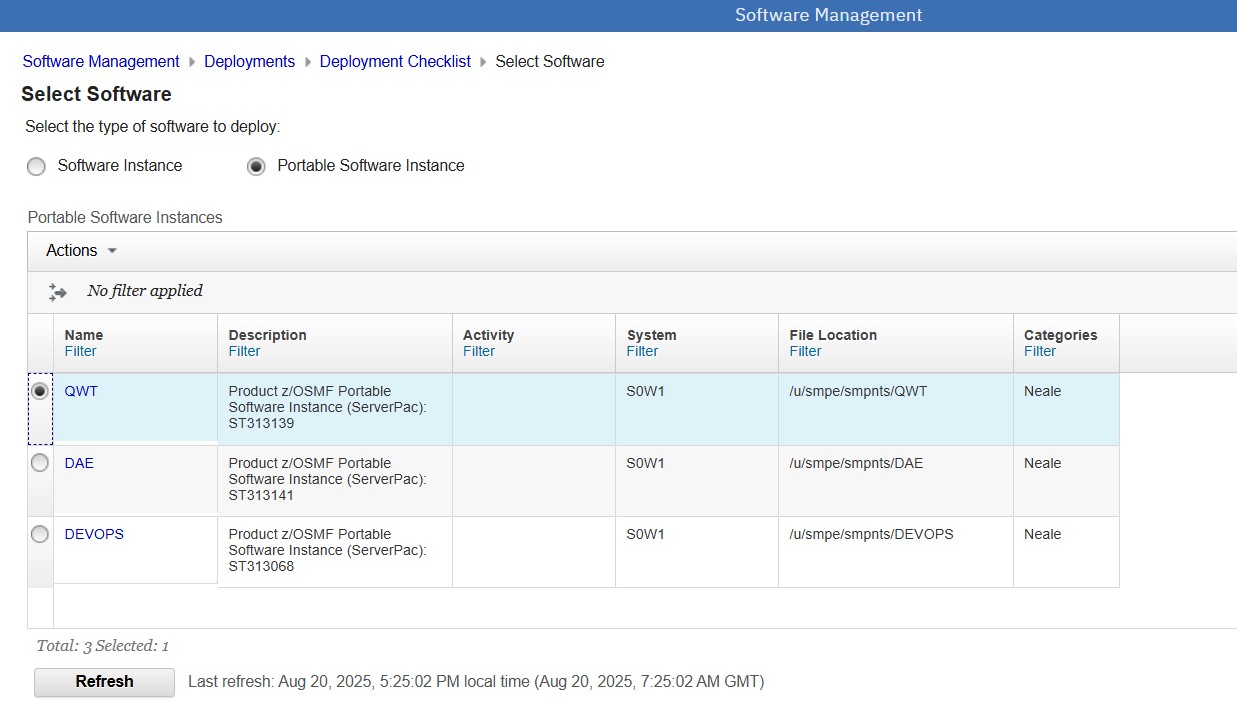 Software Management
Software Management Deployments Deployment Checklist Select Software
Select Software
Select the type of software to deploy:
Software Instance Portable Software Instance
Portable Software Instances
Actions
No filter applied
Name Description Activity System File Location Categories
Filter Filter Filter Filter Filter Filter
QWT Product z/OSMF Portable S0W1 /u/smpe/smpnts/QWT Neale
Software Instance (ServerPac):
ST313139
DAE Product z/OSMF Portable S0W1 /u/smpe/smpnts/DAE Neale
Software Instance (ServerPac):
ST313141
DEVOPS Product z/OSMF Portable S0W1 /u/smpe/smpnts/DEVOPS Neale
Software Instance (ServerPac):
ST313068
Total: 3 Selected: 1
Refresh Last refresh: Aug 20, 2025, 5:25:02 PM local time (Aug 20, 2025, 7:25:02 AM GMT)